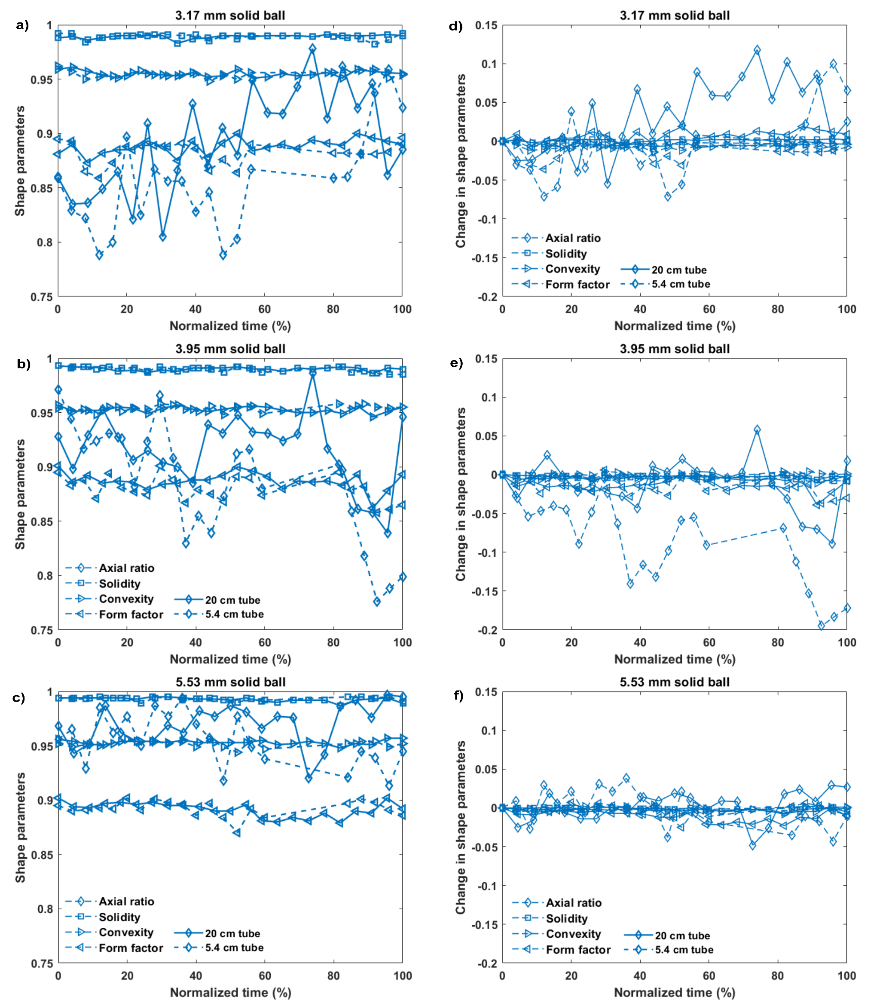 a)
3.17 mm solid ball
1
0.95
0.9
0.85
0.8
0.75
Shape parameters
0 20 40 60 80 100
Normalized time (%)
d)
3.17 mm solid ball
0.15
0.1
0.05
0
-0.05
-0.1
-0.15
-0.2
Change in shape parameters
Axial ratio
Solidity
Convexity
Form factor
20 cm tube
5.4 cm tube
0 20 40 60 80 100
Normalized time (%)
b)
3.95 mm solid ball
1
0.95
0.9
0.85
0.8
0.75
Shape parameters
Axial ratio
Solidity
Convexity
Form factor
20 cm tube
5.4 cm tube
0 20 40 60 80 100
Normalized time (%)
e)
3.95 mm solid ball
0.15
0.1
0.05
0
-0.05
-0.1
-0.15
-0.2
Change in shape parameters
0 20 40 60 80 100
Normalized time (%)
c)
5.53 mm solid ball
1
0.95
0.9
0.85
0.8
0.75
Shape parameters
Axial ratio
Solidity
Convexity
Form factor
20 cm tube
5.4 cm tube
0 20 40 60 80 100
Normalized time (%)
f)
5.53 mm solid ball
0.15
0.1
0.05
0
-0.05
-0.1
-0.15
-0.2
Change in shape parameters
Axial ratio
Solidity
Convexity
Form factor
20 cm tube
5.4 cm tube
0 20 40 60 80 100
Normalized time (%)